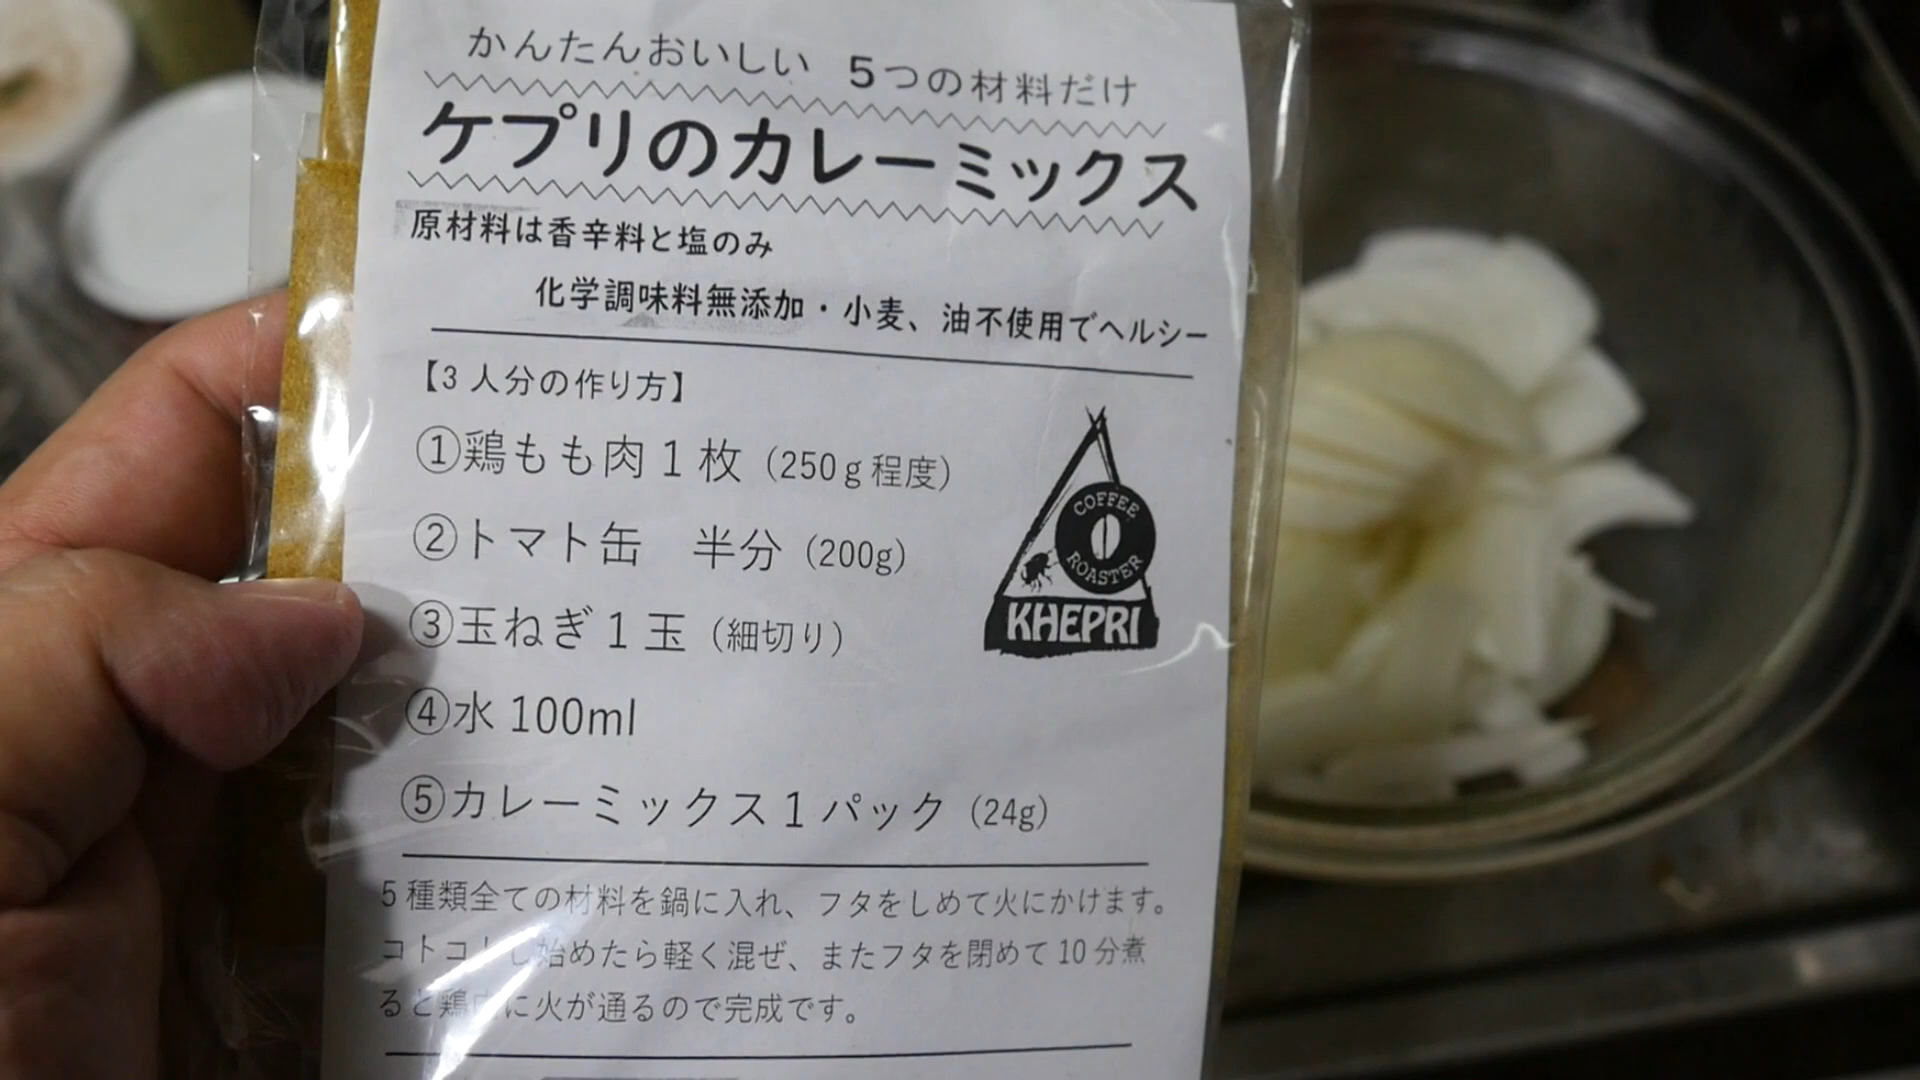 かんたんおいしい 5つの材料だけ
ケプリのカレーミックス
原材料は香辛料と塩のみ
化学調味料無添加・小麦、油不使用でヘルシー
【3人分の作り方】
①鶏もも肉1枚（250g程度）
②トマト缶 半分（200g）
③玉ねぎ1玉（細切り）
④水 100ml
⑤カレーミックス1パック（24g）
COFFEE
ROASTER
KHEPRI
5種類全ての材料を鍋に入れ、フタをしめて火にかけます。
コトコトし始めたら軽く混ぜ、またフタを閉めて10分煮
ると鶏肉に火が通るので完成です。